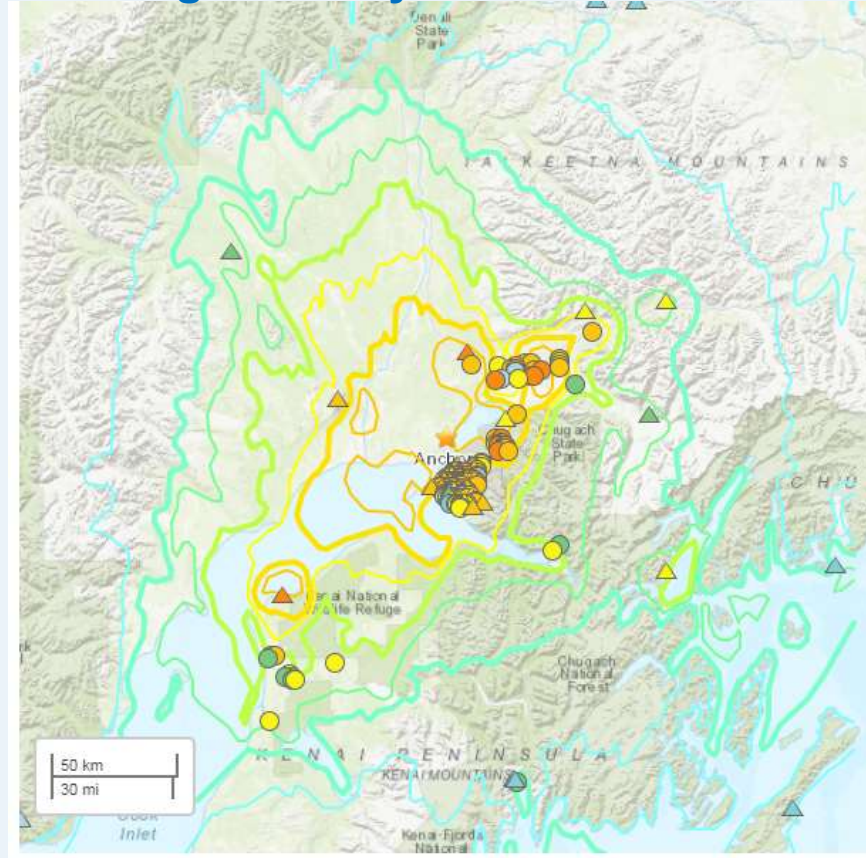 Denali
State
Park
TALKEETNA MOUNTAINS
Chugach
State
Park
Anchor
CHU
Kenai National
Wildlife Refuge
Chugach
National
Forest
50 km
30 mi
KENAI PENINSULA
KENAI MOUNTAINS
Cook
Inlet
Kenai-Fjords
National